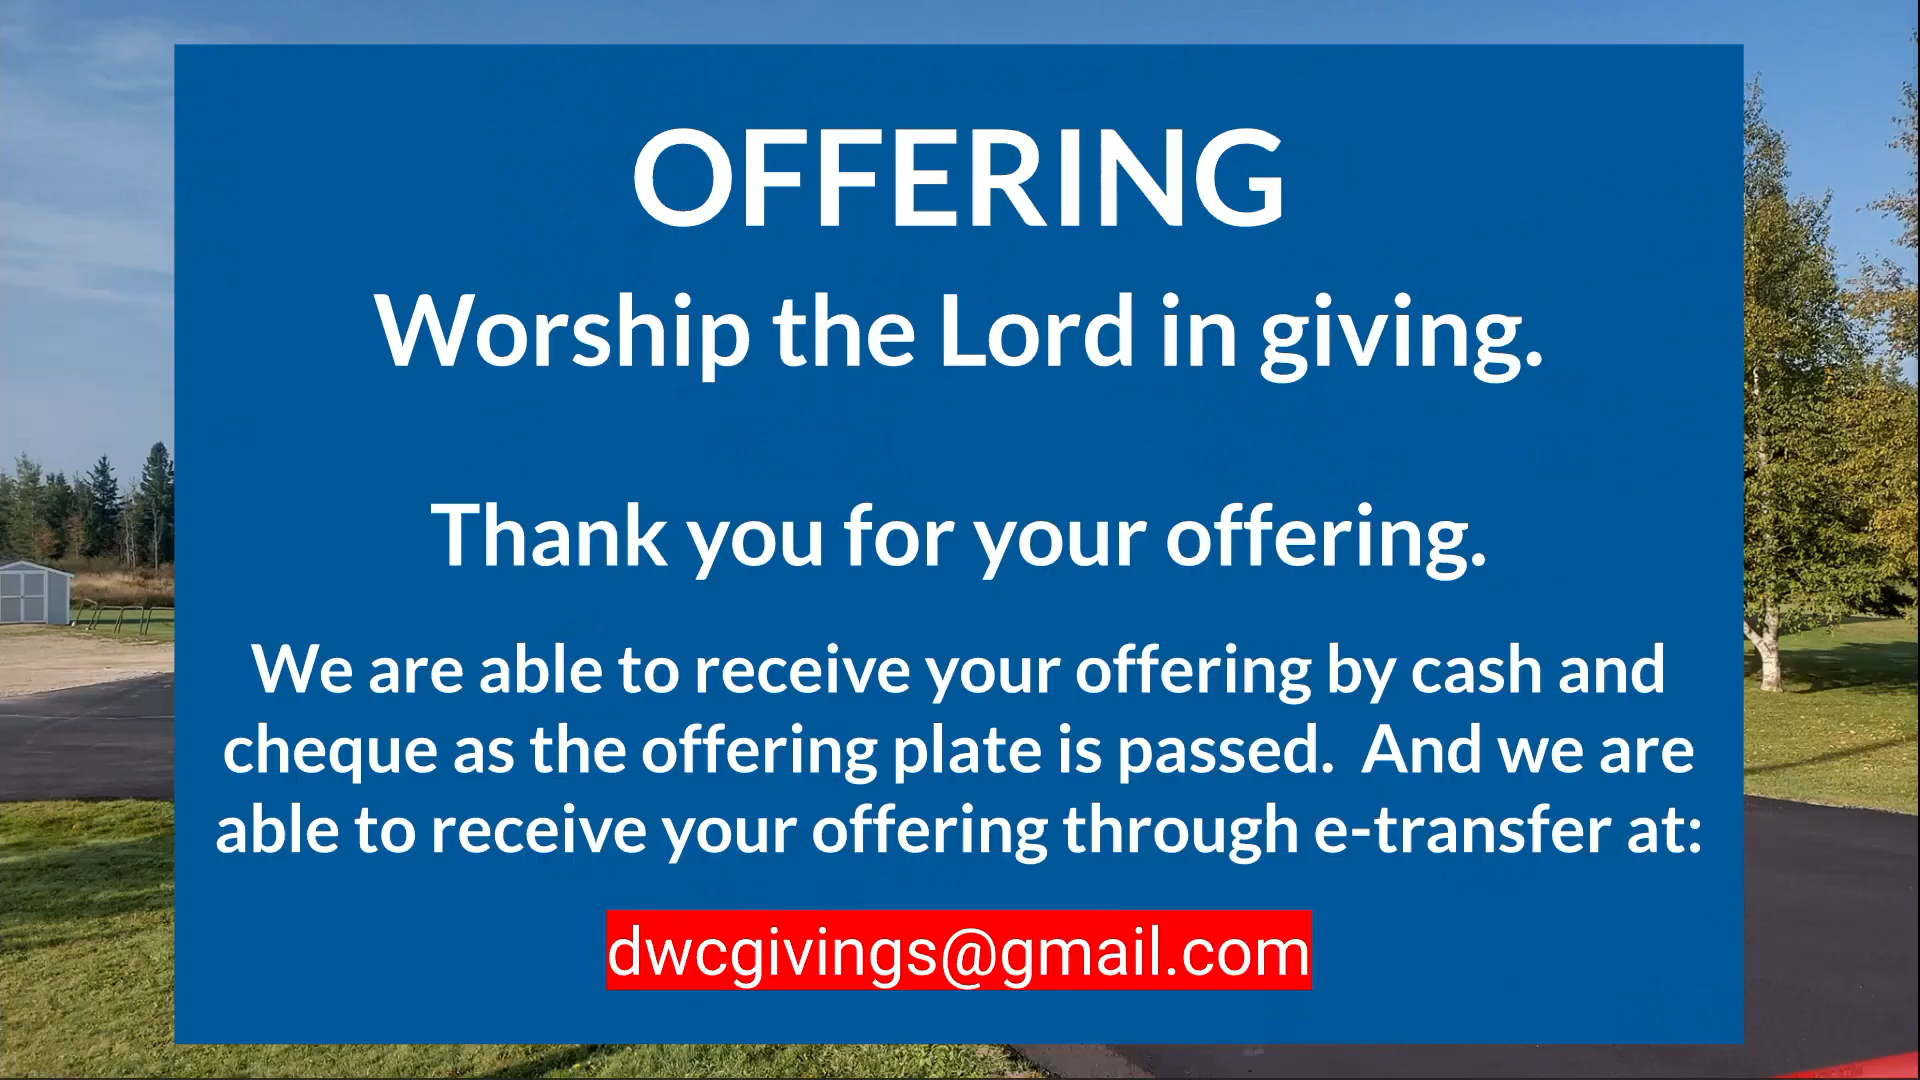 OFFERING
Worship the Lord in giving.
Thank you for your offering.
We are able to receive your offering by cash and
cheque as the offering plate is passed.  And we are
able to receive your offering through e-transfer at:
dwcgivings@gmail.com